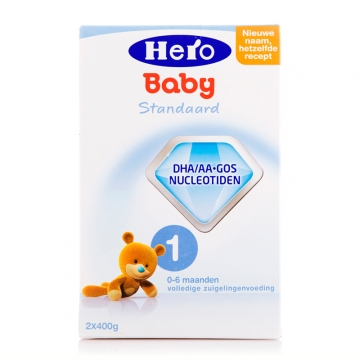 Hero
Baby
Standaard
Nieuwe
naam,
hetzelfde
recept
DHA/AA•GOS
NUCLEOTIDEN
1
0-6 maanden
volledige zuigelingenvoeding
2x400g